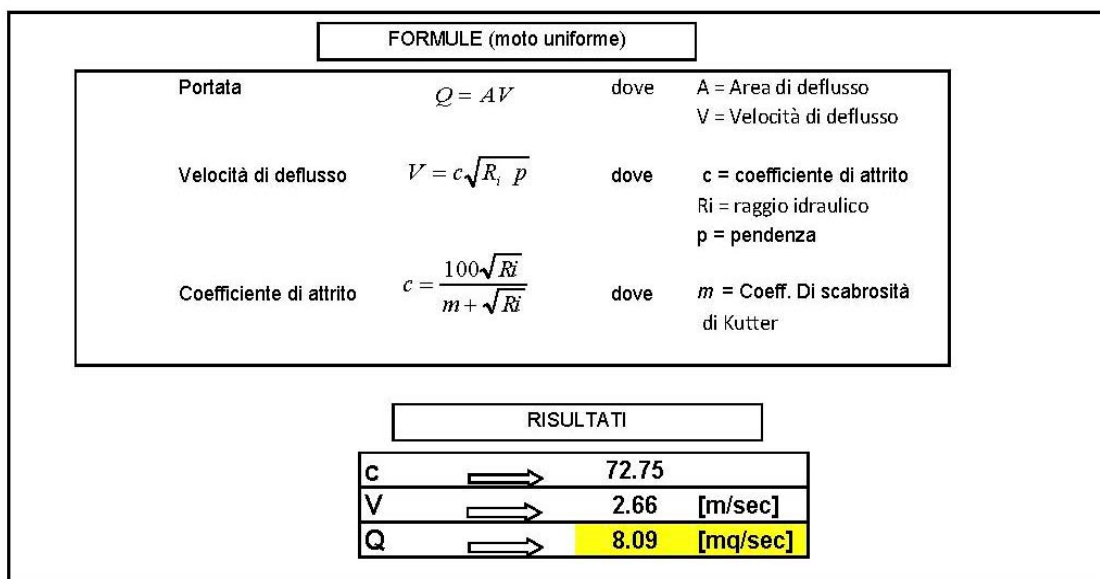 FORMULE (moto uniforme)
Portata Q = AV dove A = Area di deflusso
V = Velocità di deflusso
Velocità di deflusso V = c√(R_i p) dove c = coefficiente di attrito
Ri = raggio idraulico
p = pendenza
Coefficiente di attrito c = 100√Ri / (m + √Ri) dove m = Coeff. Di scabrosità
di Kutter
RISULTATI
c 72.75
V 2.66 [m/sec]
Q 8.09 [mq/sec]